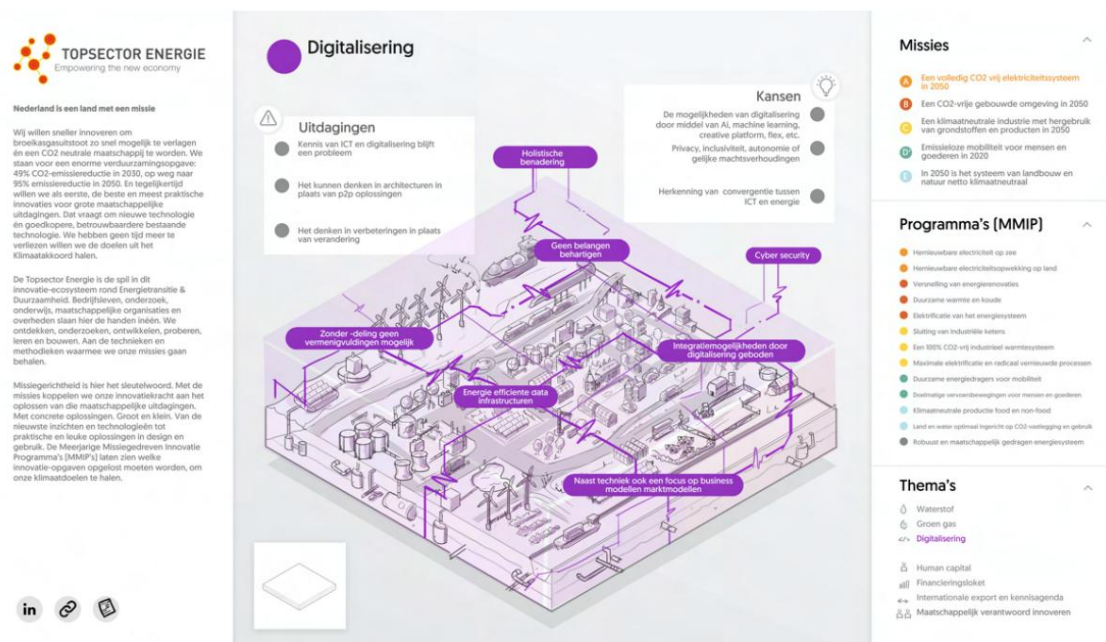 TOPSECTOR ENERGIE
Empowering the new economy
Nederland is een land met een missie
Wij willen sneller innoveren om
broeikasgasuitstoot zo snel mogelijk te verlagen
én een CO2 neutrale maatschappij te worden. We
staan voor een enorme verduurzamingsopgave:
49% CO2-emissiereductie in 2030, op weg naar
95% emissiereductie in 2050. En tegelijkertijd
willen we als eerste, de beste en meest praktische
innovaties voor grote maatschappelijke
uitdagingen. Dat vraagt om nieuwe technologie
én goedkopere, betrouwbaardere bestaande
technologie. We hebben geen tijd meer te
verliezen willen we de doelen uit het
Klimaatakkoord halen.
De Topsector Energie is de spil in dit
innovatie-ecosysteem rond Energietransitie &
Duurzaamheid. Bedrijfsleven, onderzoek,
onderwijs, maatschappelijke organisaties en
overheden slaan hier de handen inéén. We
ontdekken, onderzoeken, ontwikkelen, proberen,
leren en bouwen. Aan de technieken en
methodieken waarmee we onze missies gaan
behalen.
Missiegerichtheid is hier het sleutelwoord. Met de
missies koppelen we onze innovatiekracht aan het
oplossen van die maatschappelijke uitdagingen.
Met concrete oplossingen. Groot en klein. Van de
nieuwste inzichten en technologieën tot
praktische en leuke oplossingen in design en
gebruik. De Meerjarige Missiegedreven Innovatie
Programma's [MMIP's] laten zien welke
innovatie-opgaven opgelost moeten worden, om
onze klimaatdoelen te halen.
in
Digitalisering
Uitdagingen
Kennis van ICT en digitalisering blijft
een probleem
Het kunnen denken in architecturen in
plaats van p2p oplossingen
Het denken in verbeteringen in plaats
van verandering
Kansen
De mogelijkheden van digitalisering
door middel van Ai, machine learning,
creative platform, flex, etc.
Privacy, inclusiviteit, autonomie of
gelijke machtsverhoudingen
Herkenning van convergentie tussen
ICT en energie
Holistische
benadering
Geen belangen
behartigen
Cyber security
Zonder -deling geen
vermenigvuldingen mogelijk
Integratiemogelijkheden door
digitalisering geboden
Energie efficiente data
infrastructuren
Naast techniek ook een focus op business
modellen marktmodellen
Missies
A Een volledig CO2 vrij elektriciteitssysteem
in 2050
B Een CO2-vrije gebouwde omgeving in 2050
C Een klimaatneutrale industrie met hergebruik
van grondstoffen en producten in 2050
D Emissieloze mobiliteit voor mensen en
goederen in 2020
E In 2050 is het systeem van landbouw en
natuur netto klimaatneutraal
Programma's [MMIP]
Hernieuwbare electriciteit op zee
Hernieuwbare electriciteitsopwekking op land
Versnelling van energierenovaties
Duurzame warmte en koude
Elektrificatie van het energiesysteem
Sluiting van industriële ketens
Een 100% CO2-vrij industrieel warmtesysteem
Maximale elektrificatie en radicaal vernieuwde processen
Duurzame energiedragers voor mobiliteit
Doelmatige vervoersbewegingen voor mensen en goederen
Klimaatneutrale productie food en non-food
Land en water optimaal ingericht op CO2-vastlegging en gebruik
Robuust en maatschappelijk gedragen energiesysteem
Thema's
Waterstof
Groen gas
</> Digitalisering
Human capital
Financieringsloket
Internationale export en kennisagenda
Maatschappelijk verantwoord innoveren